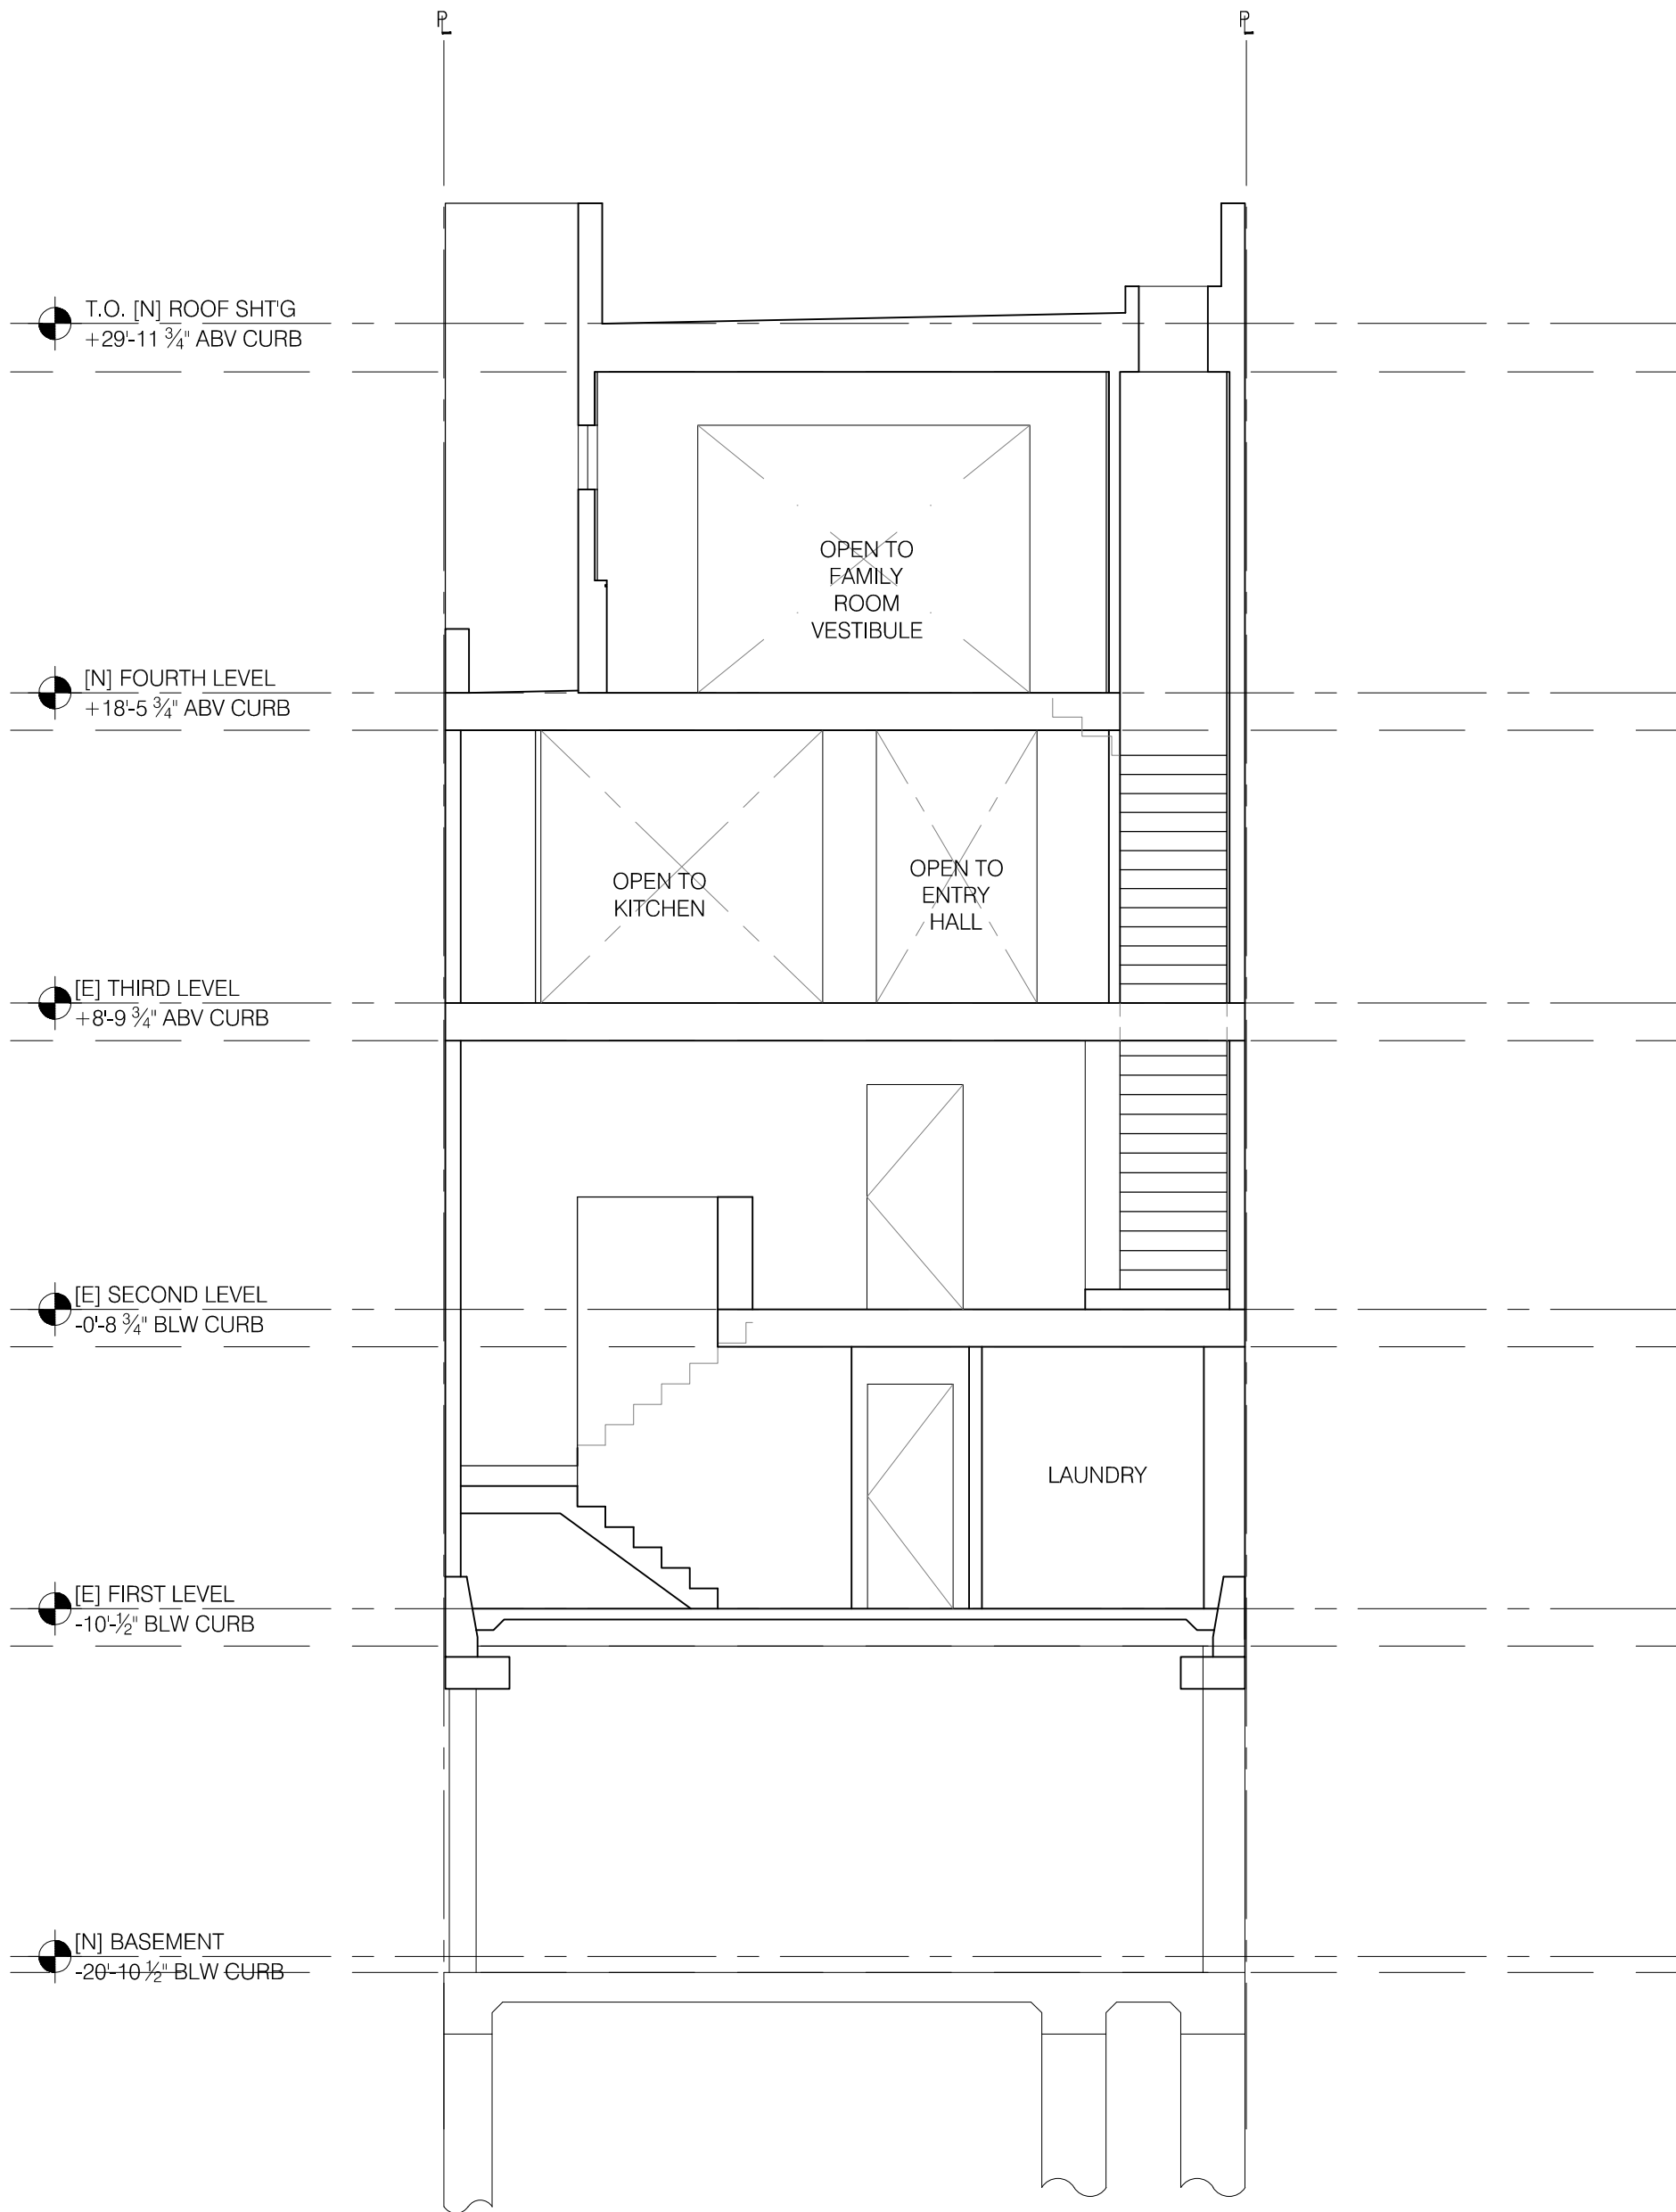 PL PL
T.O. [N] ROOF SHT'G
+29'-11 3/4" ABV CURB
OPEN TO
FAMILY
ROOM
VESTIBULE
[N] FOURTH LEVEL
+18'-5 3/4" ABV CURB
OPEN TO
KITCHEN
OPEN TO
ENTRY
HALL
[E] THIRD LEVEL
+8'-9 3/4" ABV CURB
[E] SECOND LEVEL
-0'-8 3/4" BLW CURB
LAUNDRY
[E] FIRST LEVEL
-10'-1/2" BLW CURB
[N] BASEMENT
-20'-10 1/2" BLW CURB